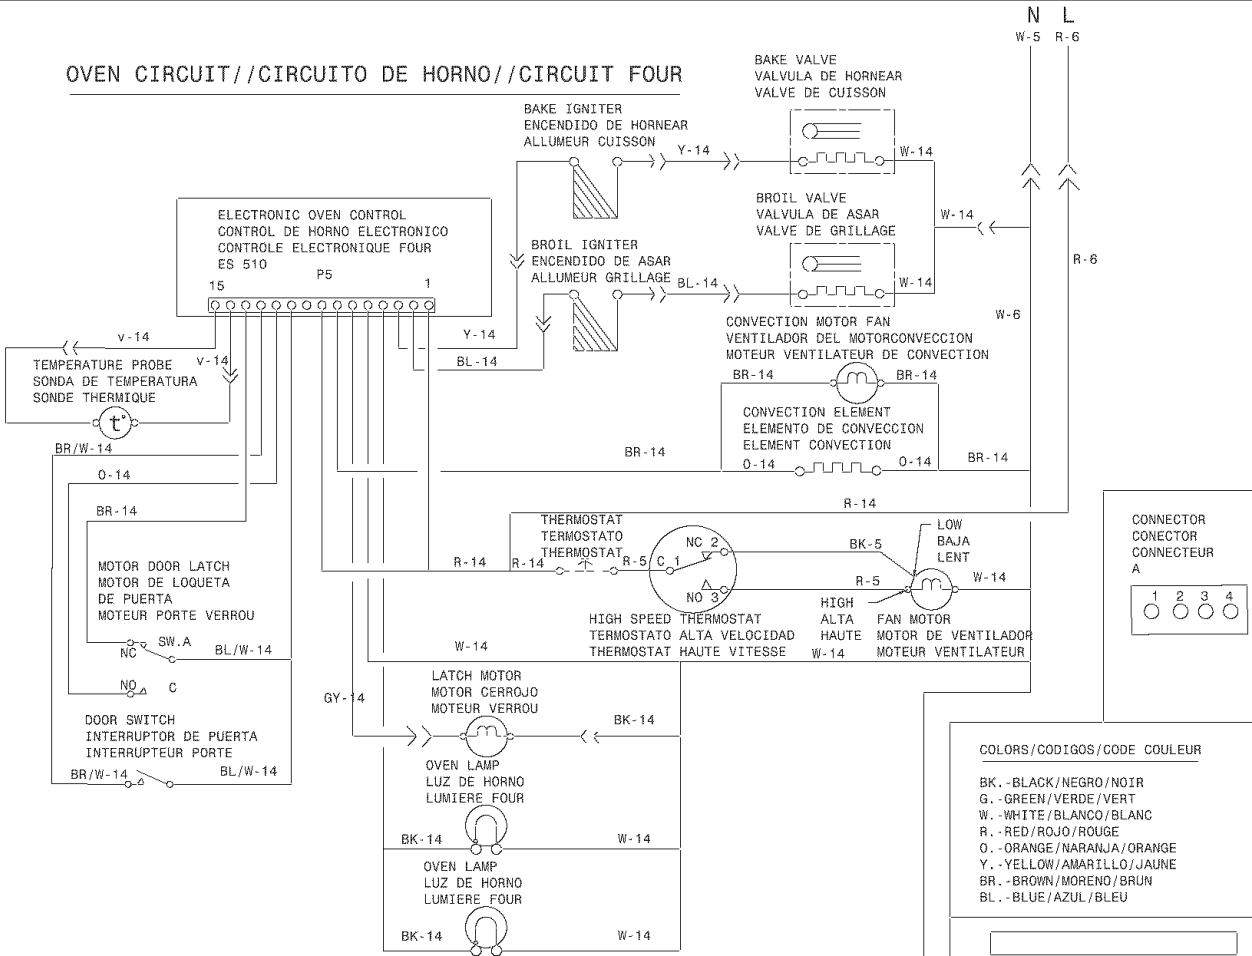 N L
W-5 R-6
OVEN CIRCUIT//CIRCUITO DE HORNO//CIRCUIT FOUR
BAKE VALVE
VALVULA DE HORNEAR
VALVE DE CUISSON
BAKE IGNITER
ENCENDIDO DE HORNEAR
ALLUMEUR CUISSON
Y-14
W-14
ELECTRONIC OVEN CONTROL
CONTROL DE HORNO ELECTRONICO
CONTROLE ELECTRONIQUE FOUR
ES 510
P5
15
1
BROIL VALVE
VALVULA DE ASAR
VALVE DE GRILLAGE
W-14
BROIL IGNITER
ENCENDIDO DE ASAR
ALLUMEUR GRILLAGE
BL-14
W-14
R-6
W-6
v-14
v-14
Y-14
BL-14
TEMPERATURE PROBE
SONDA DE TEMPERATURA
SONDE THERMIQUE
t°
CONVECTION MOTOR FAN
VENTILADOR DEL MOTORCONVECCION
MOTEUR VENTILATEUR DE CONVECTION
BR-14
BR-14
CONVECTION ELEMENT
ELEMENTO DE CONVECCION
ELEMENT CONVECTION
BR-14
O-14
O-14
BR-14
BR/W-14
O-14
BR-14
R-14
THERMOSTAT
TERMOSTATO
THERMOSTAT
R-14
R-14
R-5
C 1
NC 2
NO 3
BK-5
R-5
LOW
BAJA
LENT
W-14
HIGH
ALTA
HAUTE
FAN MOTOR
MOTOR DE VENTILADOR
MOTEUR VENTILATEUR
HIGH SPEED THERMOSTAT
TERMOSTATO ALTA VELOCIDAD
THERMOSTAT HAUTE VITESSE
W-14
CONNECTOR
CONECTOR
CONNECTEUR
A
1 2 3 4
MOTOR DOOR LATCH
MOTOR DE LOQUETA
DE PUERTA
MOTEUR PORTE VERROU
SW.A
NC
BL/W-14
NO
C
W-14
LATCH MOTOR
MOTOR CERROJO
MOTEUR VERROU
GY-14
BK-14
DOOR SWITCH
INTERRUPTOR DE PUERTA
INTERRUPTEUR PORTE
BR/W-14
BL/W-14
OVEN LAMP
LUZ DE HORNO
LUMIERE FOUR
BK-14
W-14
OVEN LAMP
LUZ DE HORNO
LUMIERE FOUR
BK-14
W-14
COLORS/CODIGOS/CODE COULEUR
BK.-BLACK/NEGRO/NOIR
G.-GREEN/VERDE/VERT
W.-WHITE/BLANCO/BLANC
R.-RED/ROJO/ROUGE
O.-ORANGE/NARANJA/ORANGE
Y.-YELLOW/AMARILLO/JAUNE
BR.-BROWN/MORENO/BRUN
BL.-BLUE/AZUL/BLEU